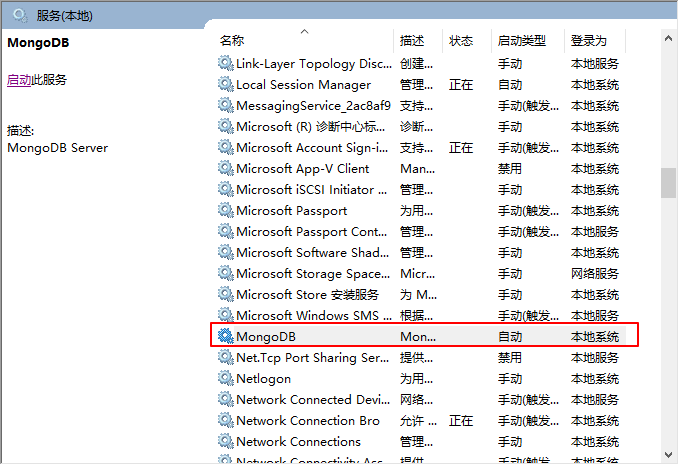 服务(本地)
MongoDB
启动此服务
描述:
MongoDB Server
名称 描述 状态 启动类型 登录为
Link-Layer Topology Disc... 创建... 手动 本地服务
Local Session Manager 管理... 正在 自动 本地系统
MessagingService_2ac8af9 支持... 手动(触发... 本地系统
Microsoft (R) 诊断中心标... 诊断... 手动 本地系统
Microsoft Account Sign-i... 支持... 正在 手动(触发... 本地系统
Microsoft App-V Client Man... 禁用 本地系统
Microsoft iSCSI Initiator ... 管理... 手动 本地系统
Microsoft Passport 为用... 手动(触发... 本地系统
Microsoft Passport Cont... 管理... 手动(触发... 本地服务
Microsoft Software Shad... 管理... 手动 本地系统
Microsoft Storage Space... Micr... 手动 网络服务
Microsoft Store 安装服务 为 M... 手动 本地系统
Microsoft Windows SMS ... 根据... 手动(触发... 本地服务
MongoDB Mon... 自动 本地系统
Net.Tcp Port Sharing Ser... 提供... 禁用 本地服务
Netlogon 为用... 手动 本地系统
Network Connected Devi... 网络... 手动(触发... 本地服务
Network Connection Bro 允许 ... 正在 手动(触发... 本地系统
Network Connections 管理... 手动 本地系统
Network Connectivity Ass... 提供... 手动(触发... 本地系统